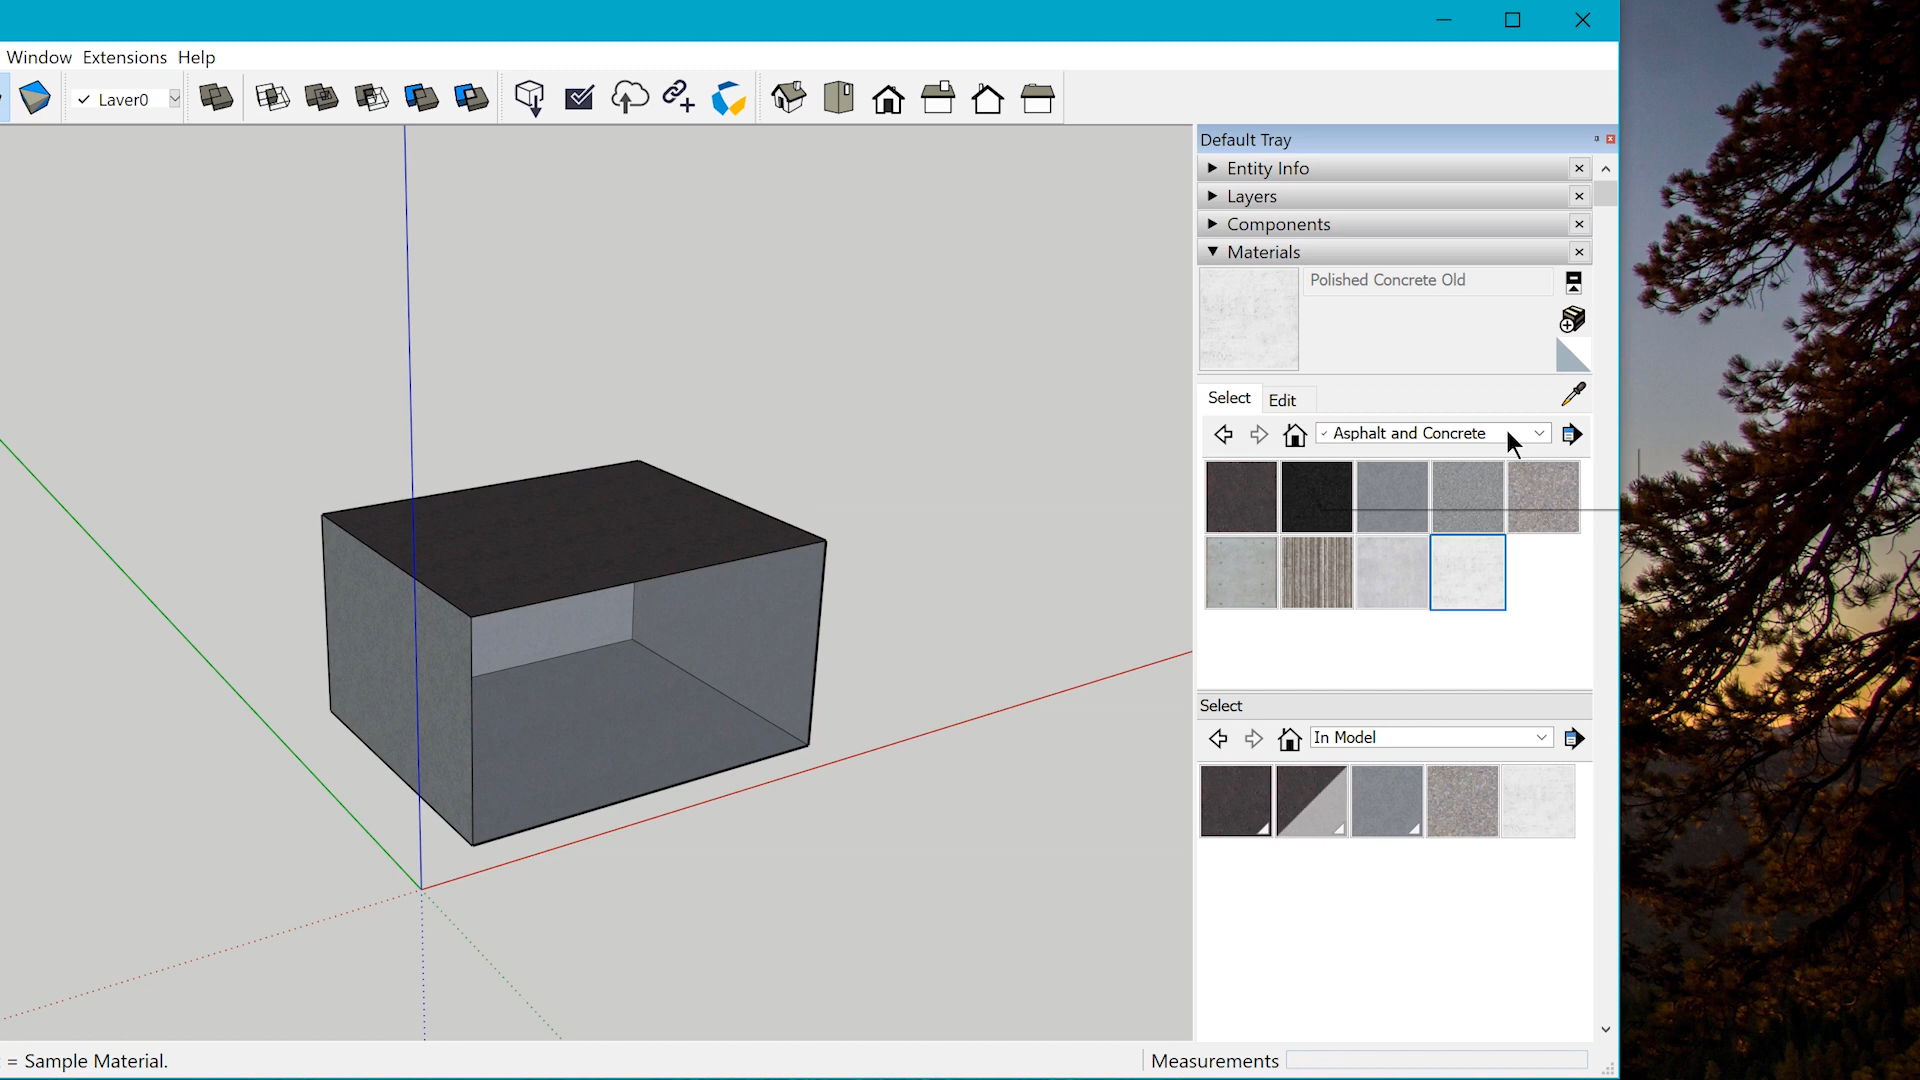 Window Extensions Help
Laver0
Default Tray
Entity Info
Layers
Components
Materials
Polished Concrete Old
Select Edit
Asphalt and Concrete
Select
In Model
= Sample Material.
Measurements